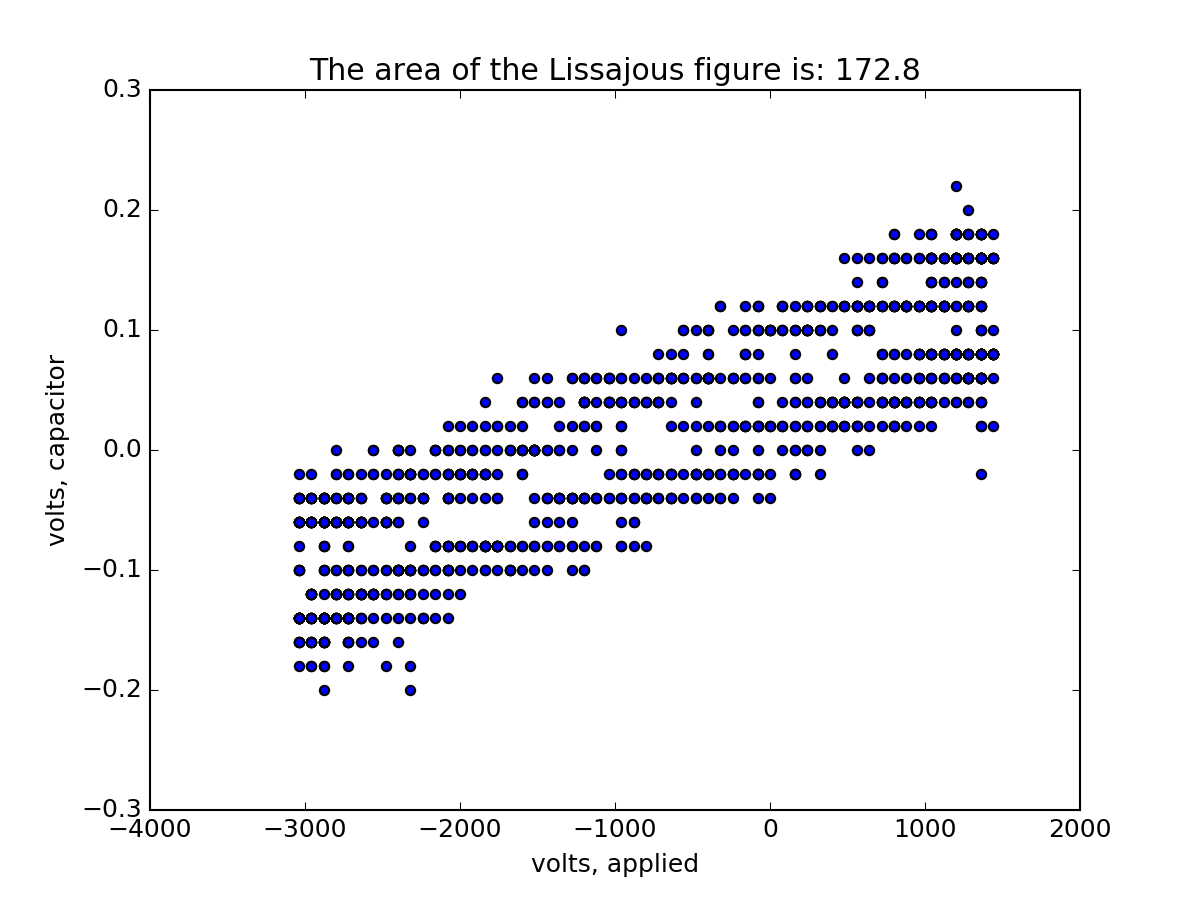 The area of the Lissajous figure is: 172.8
0.3
0.2
0.1
0.0
−0.1
−0.2
−0.3
volts, capacitor
−4000 −3000 −2000 −1000 0 1000 2000
volts, applied